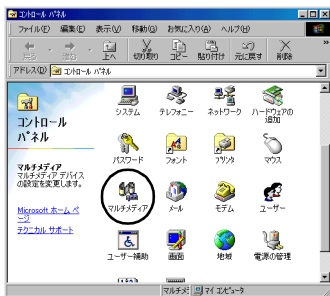 コントロール パネル
ファイル(F) 編集(E) 表示(V) 移動(G) お気に入り(A) ヘルプ(H)
戻る 進む 上へ 切り取り コピー 貼り付け 元に戻す 削除
アドレス(D) コントロール パネル
コントロール
パネル
マルチメディア
マルチメディア デバイス
の設定を変更します。
Microsoft ホーム ペ
ージ
テクニカル サポート
システム テレフォニー ネットワーク ハードウェアの
追加
パスワード フォント プリンタ マウス
マルチメディア メール モデム ユーザー
ユーザー補助 画面 地域 電源の管理
マルチメ マイ コンピュータ